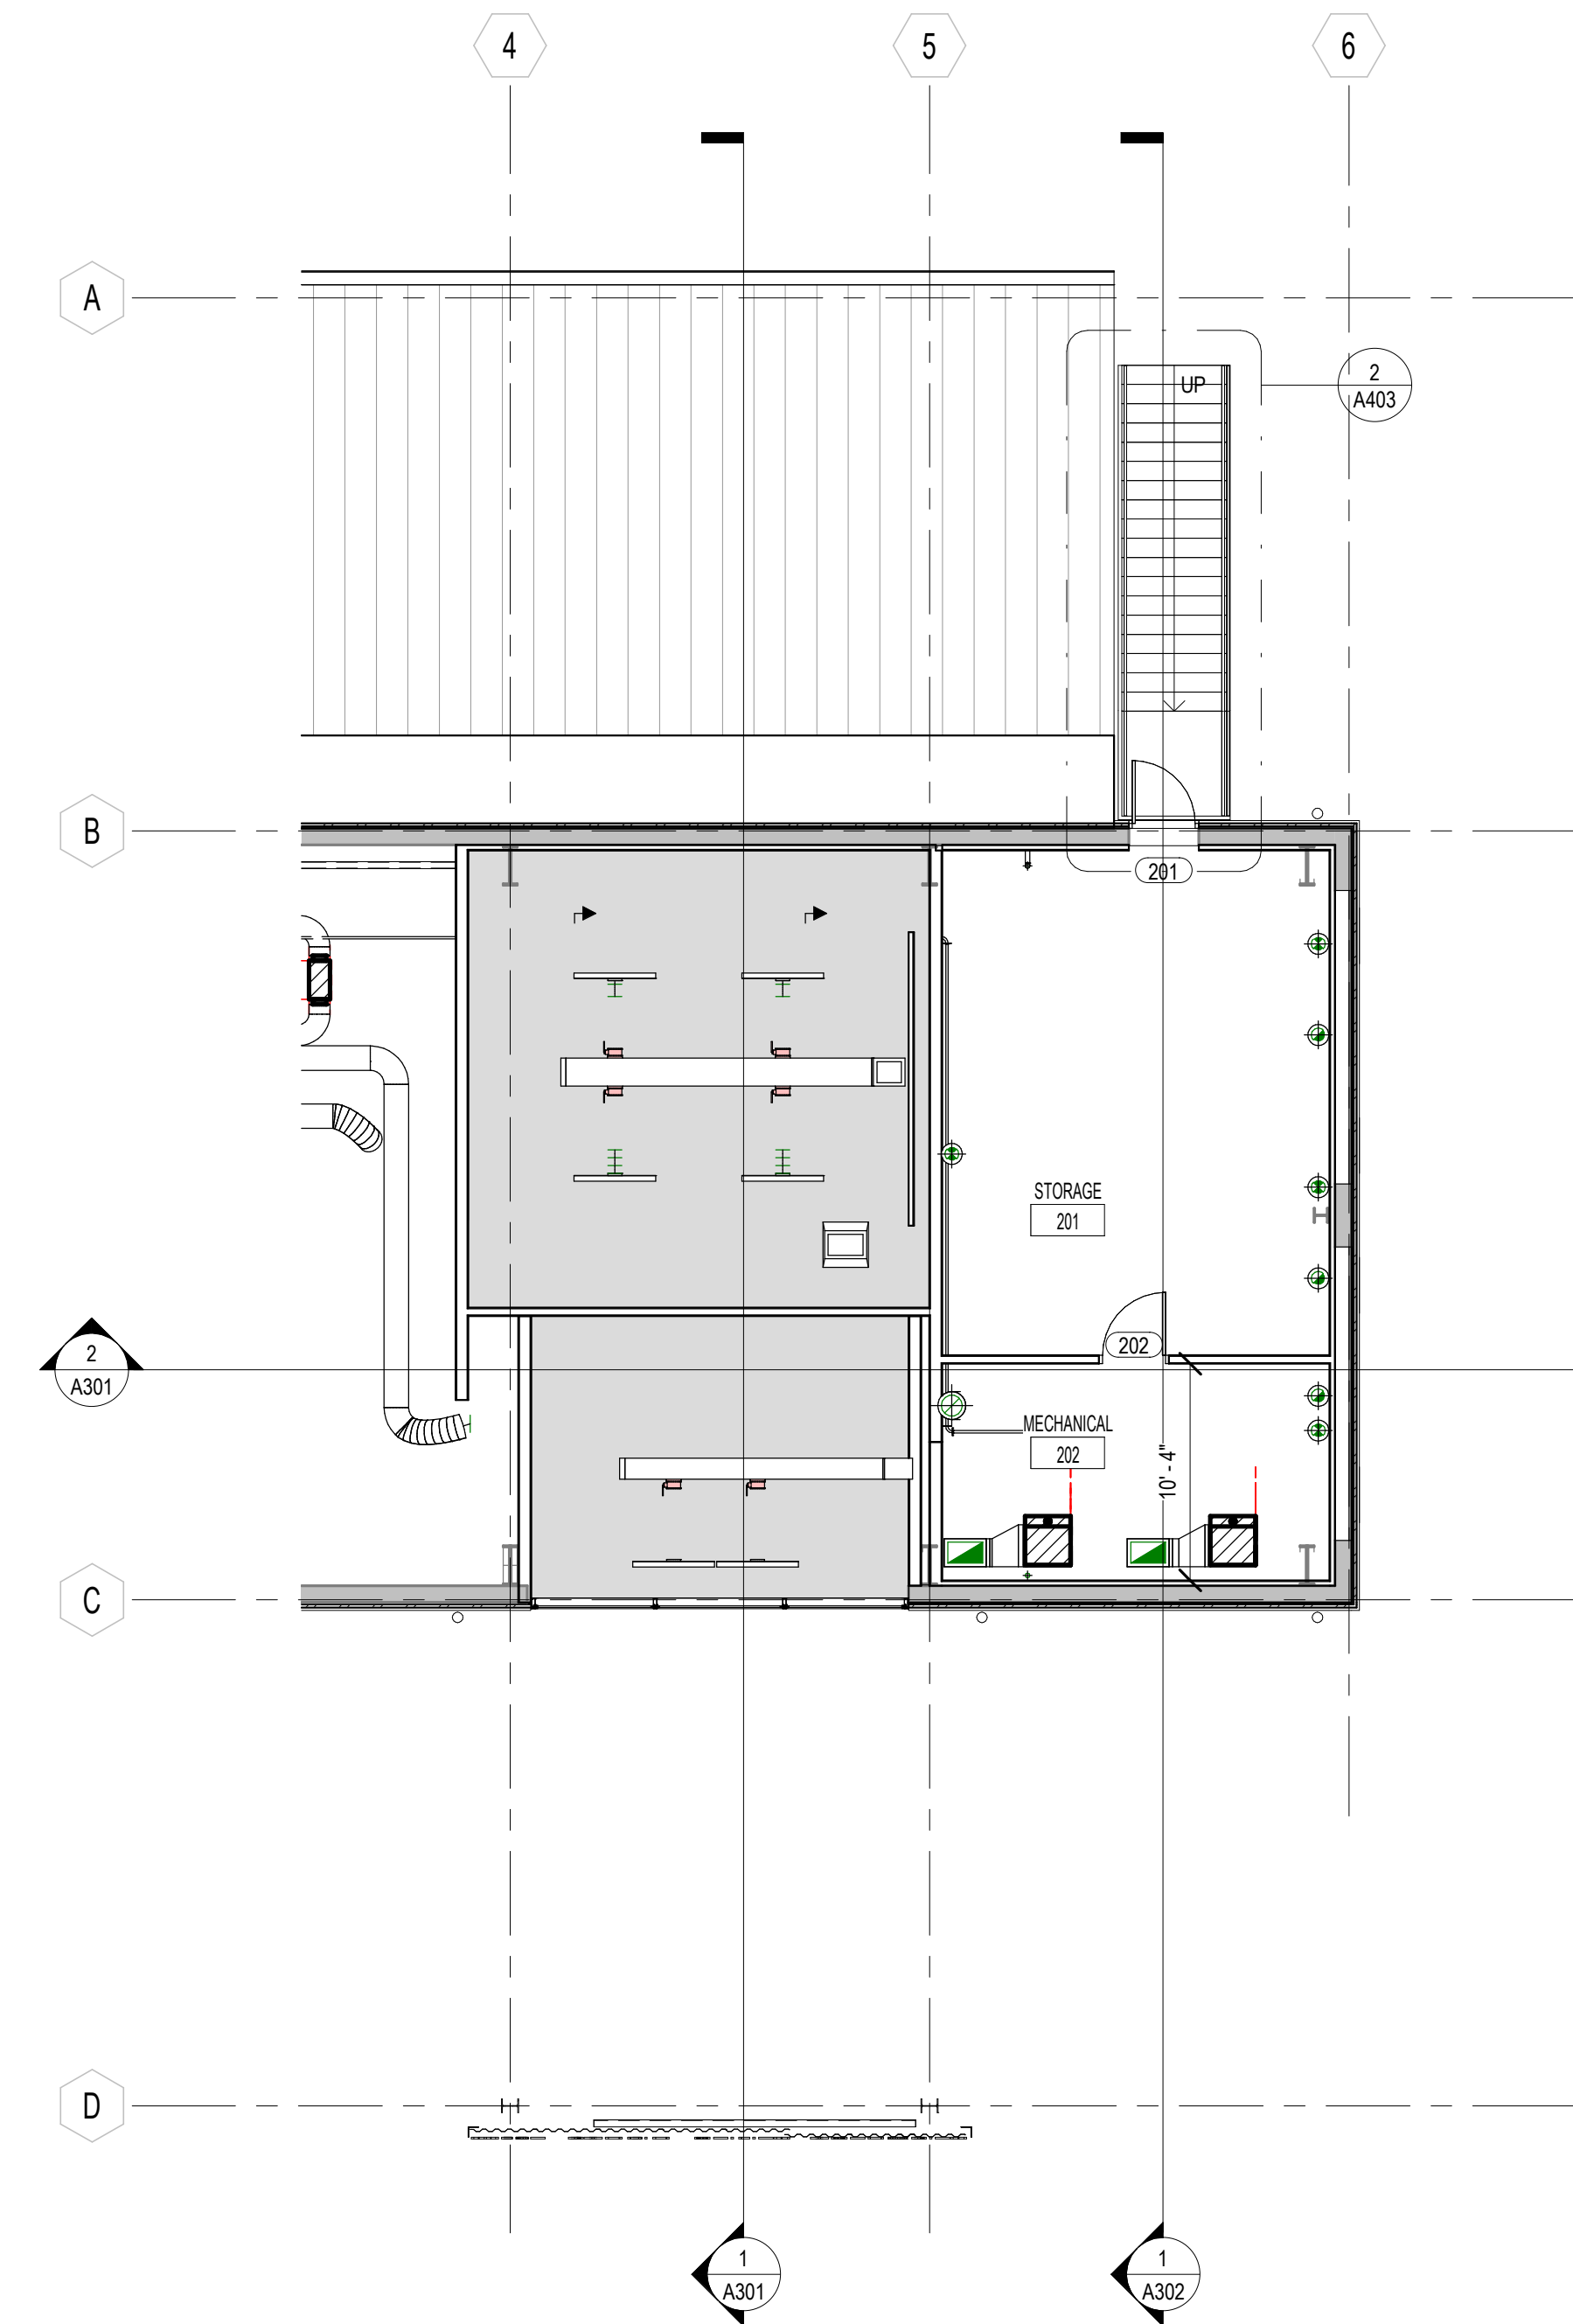 4
5
6
A
UP
2
A403
B
201
STORAGE
201
202
2
A301
MECHANICAL
202
10' - 4"
C
D
1
A301
1
A302